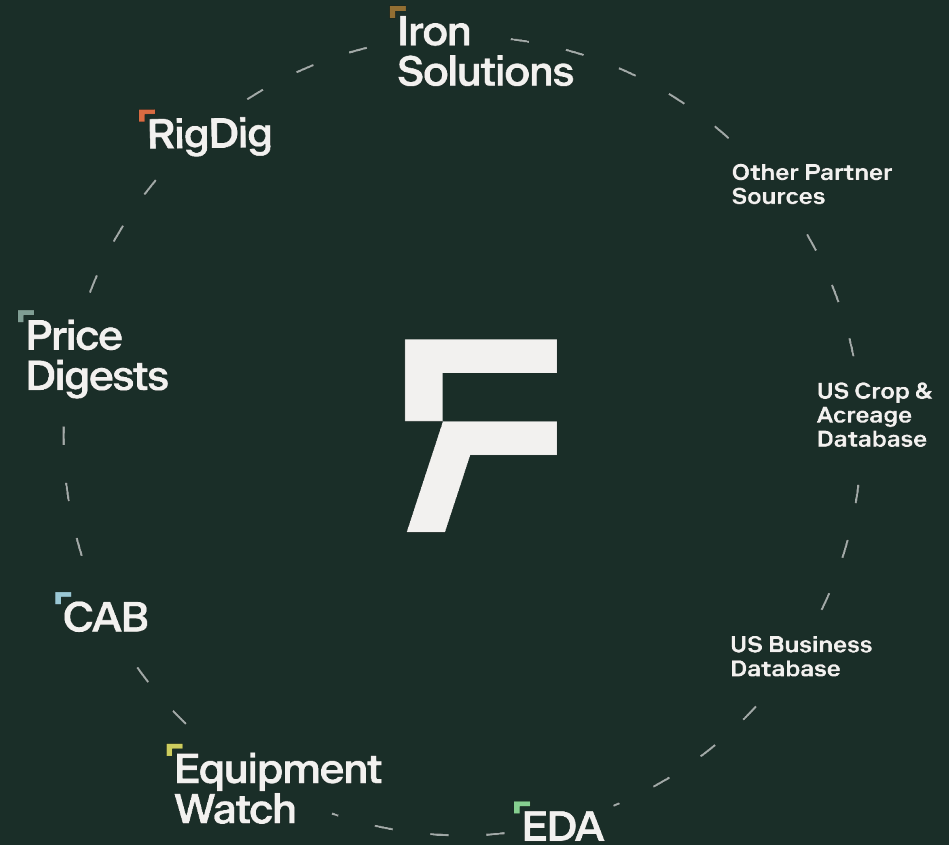 Iron
Solutions
RigDig
Other Partner
Sources
Price
Digests
US Crop &
Acreage
Database
CAB
US Business
Database
Equipment
Watch
EDA